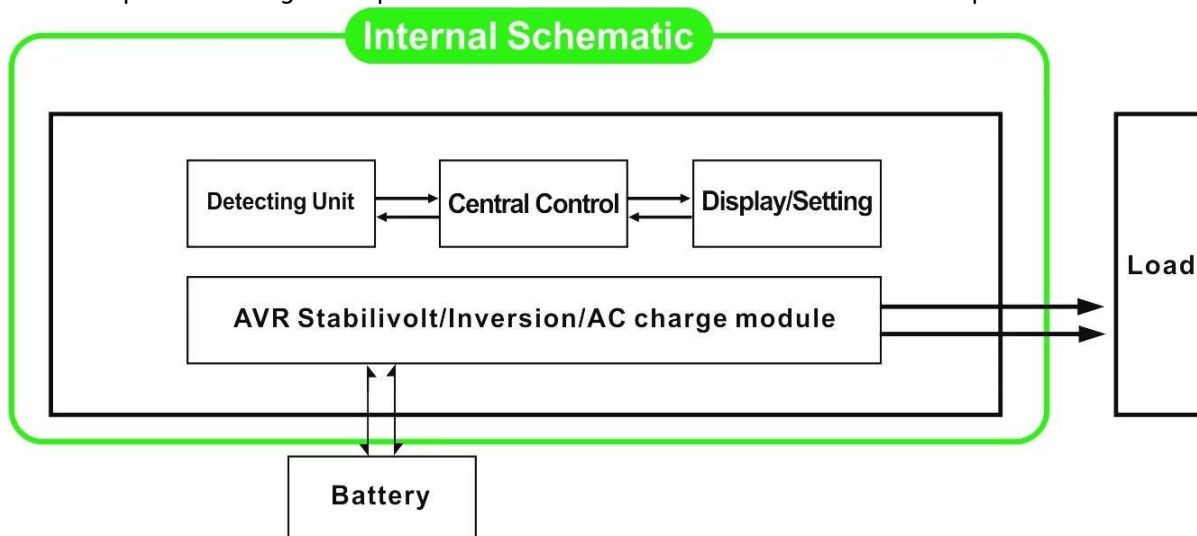 Internal Schematic
Detecting Unit
Central Control
Display/Setting
Load
AVR Stabilivolt/Inversion/AC charge module
Battery